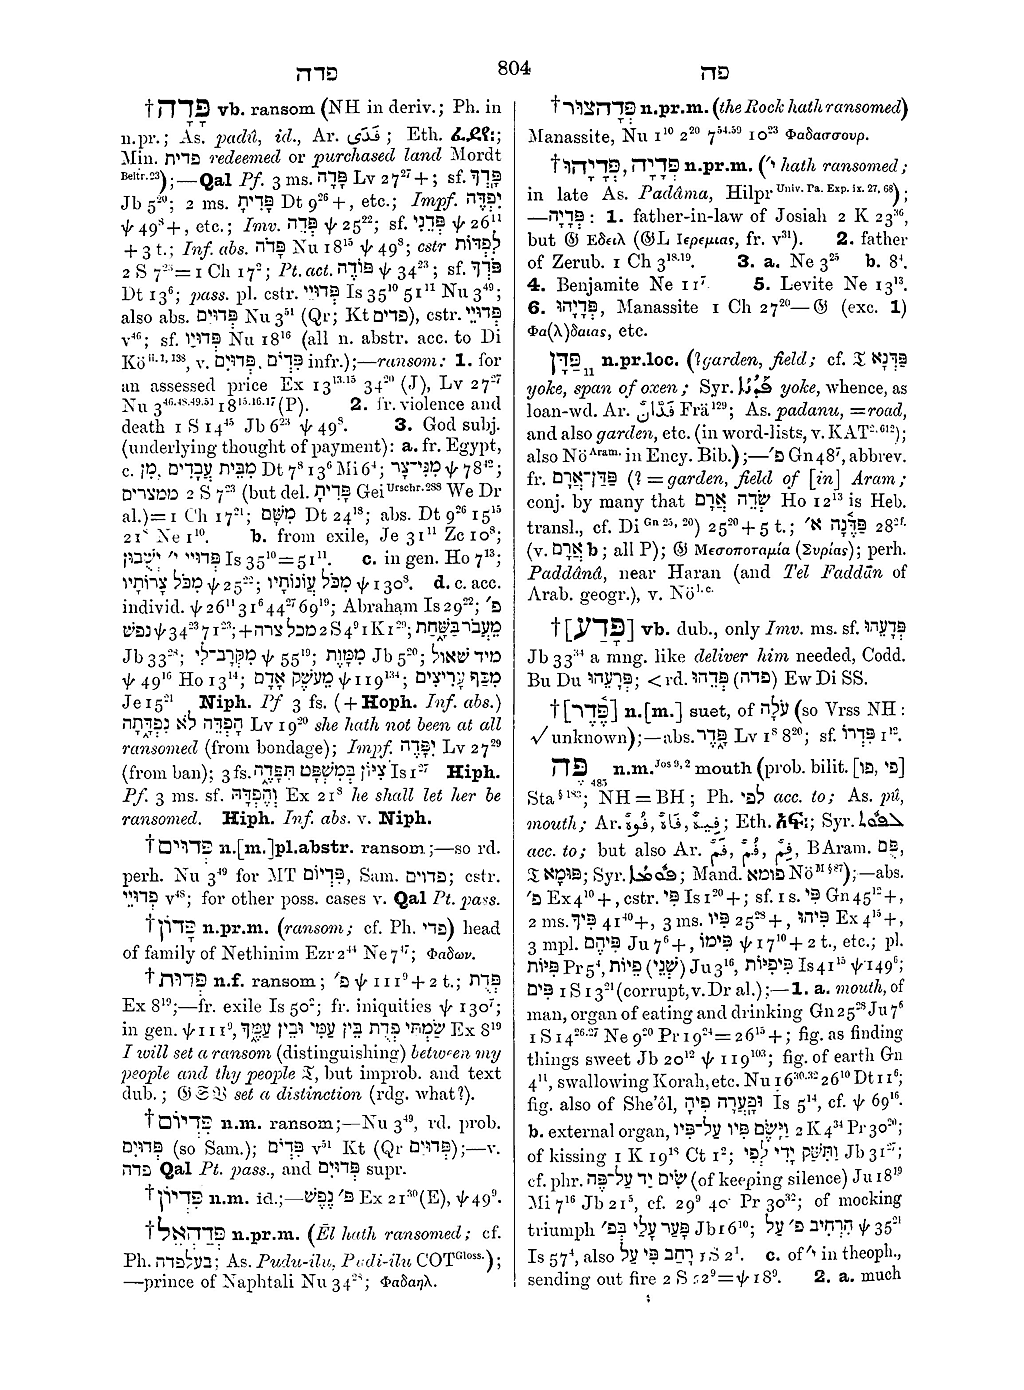 פדה
804
פה
†פָּדָה vb. ransom (NH in deriv.; Ph. in
n.pr.; As. padû, id., Ar. فَدَى; Eth.
Min. פדית redeemed or purchased land Mordt
Beitr.23);—Qal Pf. 3 ms. פָּדָה Lv 27²⁷+; sf. פָּדְךָ
Jb 5²⁰; 2 ms. פָּדִיתָ Dt 9²⁶+, etc.; Impf. יִפְדֶּה
ψ 49⁸+, etc.; Imv. פְּדֵה ψ 25²²; sf. פְּדֵנִי ψ 26¹¹
+3 t.; Inf. abs. פָּדֹה Nu 18¹⁵ ψ 49⁸; cstr לִפְדּוֹת
2 S 7²³=1 Ch 17²; Pt. act. פּוֹדֶה ψ 34²³; sf. פֹּדְךָ
Dt 13⁶; pass. pl. cstr. פְּדוּיֵי Is 35¹⁰ 51¹¹ Nu 3⁴⁹;
also abs. פְּדוּיִם Nu 3⁵¹ (Qr; Kt פדים), cstr. פְּדוּיֵי
v⁴⁶; sf. פְּדוּיָו Nu 18¹⁶ (all n. abstr. acc. to Di
Kö ii. 1, 138, v. פִּדְיֹם, פְּדוּיִם infr.);—ransom: 1. for
an assessed price Ex 13¹³·¹⁵ 34²⁰ (J), Lv 27²⁷
Nu 3⁴⁶·⁴⁸·⁴⁹·⁵¹ 18¹⁵·¹⁶·¹⁷ (P). 2. fr. violence and
death 1 S 14⁴⁵ Jb 6²³ ψ 49⁸. 3. God subj.
(underlying thought of payment): a. fr. Egypt,
c. מִן, מִבֵּית עֲבָדִים Dt 7⁸ 13⁶ Mi 6⁴; מִנִּי־צָר ψ 78⁴²;
ממצרים 2 S 7²³ (but del. פָּדִיתָ Gei Urschr. 288 We Dr
al.)=1 Ch 17²¹; מִשָּׁם Dt 24¹⁸; abs. Dt 9²⁶ 15¹⁵
21⁸ Ne 1¹⁰. b. from exile, Je 31¹¹ Zc 10⁸;
פדויי י׳ יְשֻׁבוּן Is 35¹⁰=51¹¹. c. in gen. Ho 7¹³;
מִכֹּל צָרוֹתָיו ψ 25²²; מִכֹּל עֲוֹנוֹתָיו ψ 130⁸. d. c. acc.
individ. ψ 26¹¹ 31⁶ 44²⁷ 69¹⁹; Abraham Is 29²²; פ׳
נפשׁ ψ 34²³ 71²³; +מכל צרה 2 S 4⁹ 1 K 1²⁹; מֵעֲבֹר בַּשַּׁחַת
Jb 33²⁸; מִקְּרָב־לִי ψ 55¹⁹; מִמָּוֶת Jb 5²⁰; מיד שאול
ψ 49¹⁶ Ho 13¹⁴; מֵעֹשֶׁק אָדָם ψ 119¹³⁴; מִכַּף עָרִיצִים
Je 15²¹ Niph. Pf 3 fs. (+Hoph. Inf. abs.)
הָפְדֵּה לֹא נִפְדָּתָה Lv 19²⁰ she hath not been at all
ransomed (from bondage); Impf. יִפָּדֶה Lv 27²⁹
(from ban); 3 fs. צִיּוֹן בְּמִשְׁפָּט תִּפָּדֶה Is 1²⁷ Hiph.
Pf. 3 ms. sf. וְהֶפְדָּהּ Ex 21⁸ he shall let her be
ransomed. Hiph. Inf. abs. v. Niph.
†פְּדוּיִם n.[m.]pl.abstr. ransom;—so rd.
perh. Nu 3⁴⁹ for MT פִּדְיוֹם, Sam. פדוים; cstr.
פְּדוּיֵי v⁴⁸; for other poss. cases v. Qal Pt. pass.
†פָּדוֹן n.pr.m. (ransom; cf. Ph. פדי) head
of family of Nethinim Ezr 2⁴⁴ Ne 7⁴⁷; Φαδων.
†פְּדוּת n.f. ransom; פ׳ ψ 111⁹+2 t.; פְּדֻת
Ex 8¹⁹;—fr. exile Is 50²; fr. iniquities ψ 130⁷;
in gen. ψ 111⁹, שַׂמְתִּי פְדֻת בֵּין עַמִּי וּבֵין עַמֶּךָ Ex 8¹⁹
I will set a ransom (distinguishing) between my
people and thy people 𝔗, but improb. and text
dub.; 𝔊 𝔖 𝔙 set a distinction (rdg. what?).
†פִּדְיוֹם n.m. ransom;—Nu 3⁴⁹, rd. prob.
פְּדוּיִם (so Sam.); פִּדְיֹם v⁵¹ Kt (Qr פְּדוּיִם);—v.
פדה Qal Pt. pass., and פְּדוּיִם supr.
†פִּדְיוֹן n.m. id.;—פ׳ נֶפֶשׁ Ex 21³⁰(E), ψ 49⁹.
†פְּדַהְאֵל n.pr.m. (Ēl hath ransomed; cf.
Ph. בעלפדה; As. Pudu-ilu, Padi-ilu COT Gloss.);
—prince of Naphtali Nu 34²⁸; Φαδαηλ.
†פְּדָהצוּר n.pr.m. (the Rock hath ransomed)
Manassite, Nu 1¹⁰ 2²⁰ 7⁵⁴·⁵⁹ 10²³ Φαδασσουρ.
†פְּדָיָה, פְּדָיָהוּ n.pr.m. (י׳ hath ransomed;
in late As. Padâma, Hilpr Univ. Pa. Exp. ix. 27, 68);
—פְּדָיָה: 1. father-in-law of Josiah 2 K 23³⁶,
but 𝔊 Εδειλ (𝔊L Ιερεμιας, fr. v³¹). 2. father
of Zerub. 1 Ch 3¹⁸·¹⁹. 3. a. Ne 3²⁵ b. 8⁴.
4. Benjamite Ne 11⁷. 5. Levite Ne 13¹³.
6. פְּדָיָהוּ, Manassite 1 Ch 27²⁰—𝔊 (exc. 1)
Φα(λ)δαιας, etc.
פַּדָּן 11 n.pr.loc. (?garden, field; cf. 𝔗 פַּדָּנָא
yoke, span of oxen; Syr. yoke, whence, as
loan-wd. Ar. فَدَّانٌ Frä¹²⁹; As. padanu, =road,
and also garden, etc. (in word-lists, v. KAT²·⁶¹²);
also Nö Aram. in Ency. Bib.);—פ׳ Gn 48⁷, abbrev.
fr. פַּדַּן־אֲרָם (?=garden, field of [in] Aram;
conj. by many that שְׂדֵה אֲרָם Ho 12¹³ is Heb.
transl., cf. Di Gn 25, 20) 25²⁰+5 t.; פַּדֶּנָה א׳ 28²f.
(v. אֲרָם b; all P); 𝔊 Μεσοποταμία (Συρίας); perh.
Paddânâ, near Haran (and Tel Faddân of
Arab. geogr.), v. Nö l.c.
†[פָּדַע] vb. dub., only Imv. ms. sf. פְּדָעֵהוּ
Jb 33²⁴ a mng. like deliver him needed, Codd.
Bu Du פְּרָעֵהוּ; < rd. פְּדֵהוּ (פדה) Ew Di SS.
†[פֶּדֶר] n.[m.] suet, of עֹלָה (so Vrss NH:
√ unknown);—abs. פָּדֶר Lv 1⁸ 8²⁰; sf. פִּדְרוֹ 1¹².
פֶּה 485 n.m. Jos 9, 2 mouth (prob. bilit. [פו, פי]
Sta § 183; NH=BH; Ph. לפי acc. to; As. pû,
mouth; Ar. فُوهٌ, فَاهٌ, فِيهٌ; Eth. አፍ; Syr.
acc. to; but also Ar. فَمٌ, فُمٌ, فِمٌ, BAram. פֻּם,
𝔗 פּוּמָא; Syr. Mand. פומא Nö M § 87);—abs.
פ׳ Ex 4¹⁰+, cstr. פִּי Is 1²⁰+; sf. 1 s. פִּי Gn 45¹²+,
2 ms. פִּיךָ 41⁴⁰+, 3 ms. פִּיו 25²⁸+, פִּיהוּ Ex 4¹⁵+,
3 mpl. פִּיהֶם Ju 7⁶+, פִּימוֹ ψ 17¹⁰+2 t., etc.; pl.
פִּיּוֹת Pr 5⁴, (שְׁנֵי) פֵיוֹת Ju 3¹⁶, פִּיפִיּוֹת Is 41¹⁵ ψ 149⁶;
פִּים 1 S 13²¹ (corrupt, v. Dr al.);—1. a. mouth, of
man, organ of eating and drinking Gn 25²⁸ Ju 7⁶
1 S 14²⁶·²⁷ Ne 9²⁰ Pr 19²⁴=26¹⁵+; fig. as finding
things sweet Jb 20¹² ψ 119¹⁰³; fig. of earth Gn
4¹¹, swallowing Korah, etc. Nu 16³⁰·³² 26¹⁰ Dt 11⁶;
fig. also of She'ôl, וּפָעֲרָה פִיהָ Is 5¹⁴, cf. ψ 69¹⁶.
b. external organ, וַיָּשֶׂם פִּיו עַל־פִּיו 2 K 4³⁴ Pr 30²⁰;
of kissing 1 K 19¹⁸ Ct 1²; וַתִּשַּׁק יָדִי לְפִי Jb 31²⁷;
cf. phr. שִׂים יָד עַל־פֶּה (of keeping silence) Ju 18¹⁹
Mi 7¹⁶ Jb 21⁵, cf. 29⁹ 40⁴ Pr 30³²; of mocking
triumph פָּעַר עָלַי בְּפִ׳ Jb 16¹⁰; הִרְחִיב פ׳ עַל ψ 35²¹
Is 57⁴, also רָחַב פִּי עַל 1 S 2¹. c. of י׳ in theoph.,
sending out fire 2 S 22⁹=ψ 18⁹. 2. a. much